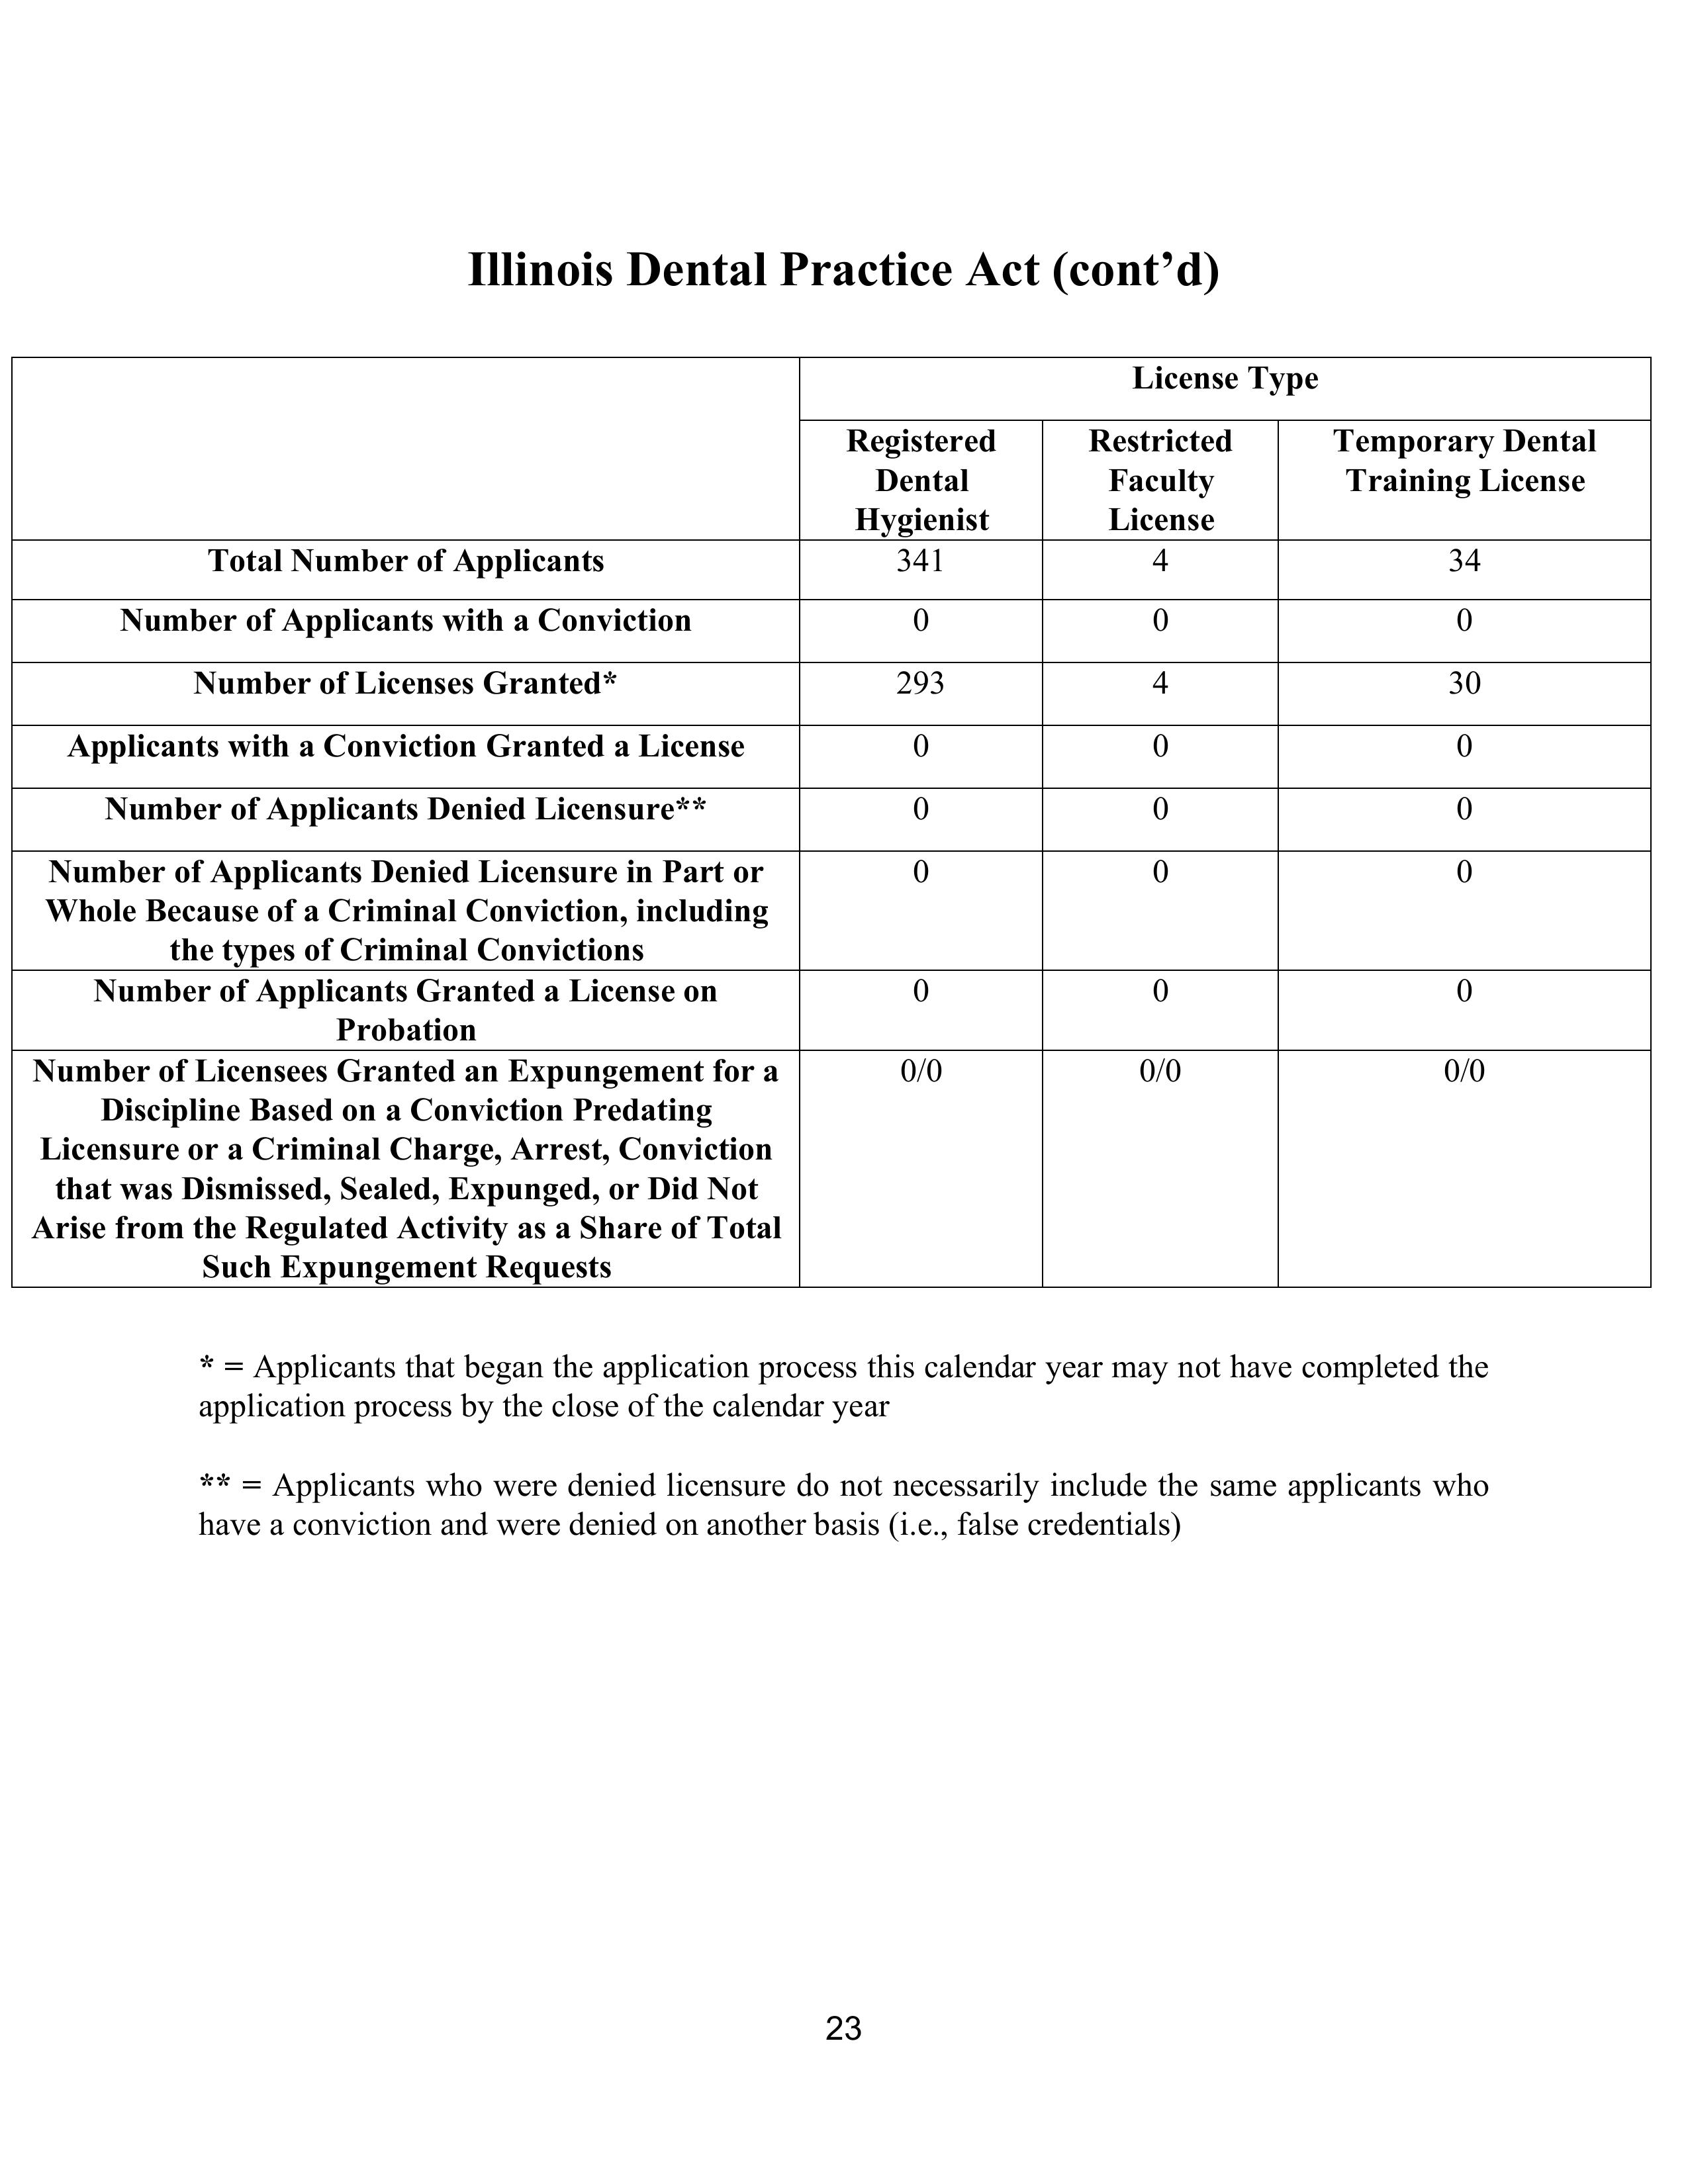 Illinois Dental Practice Act (cont’d)
License Type
Registered
Dental
Hygienist
Restricted
Faculty
License
Temporary Dental
Training License
Total Number of Applicants 341 4 34
Number of Applicants with a Conviction 0 0 0
Number of Licenses Granted* 293 4 30
Applicants with a Conviction Granted a License 0 0 0
Number of Applicants Denied Licensure** 0 0 0
Number of Applicants Denied Licensure in Part or 0 0 0
Whole Because of a Criminal Conviction, including
the types of Criminal Convictions
Number of Applicants Granted a License on 0 0 0
Probation
Number of Licensees Granted an Expungement for a 0/0 0/0 0/0
Discipline Based on a Conviction Predating
Licensure or a Criminal Charge, Arrest, Conviction
that was Dismissed, Sealed, Expunged, or Did Not
Arise from the Regulated Activity as a Share of Total
Such Expungement Requests
* = Applicants that began the application process this calendar year may not have completed the
application process by the close of the calendar year
** = Applicants who were denied licensure do not necessarily include the same applicants who
have a conviction and were denied on another basis (i.e., false credentials)
23